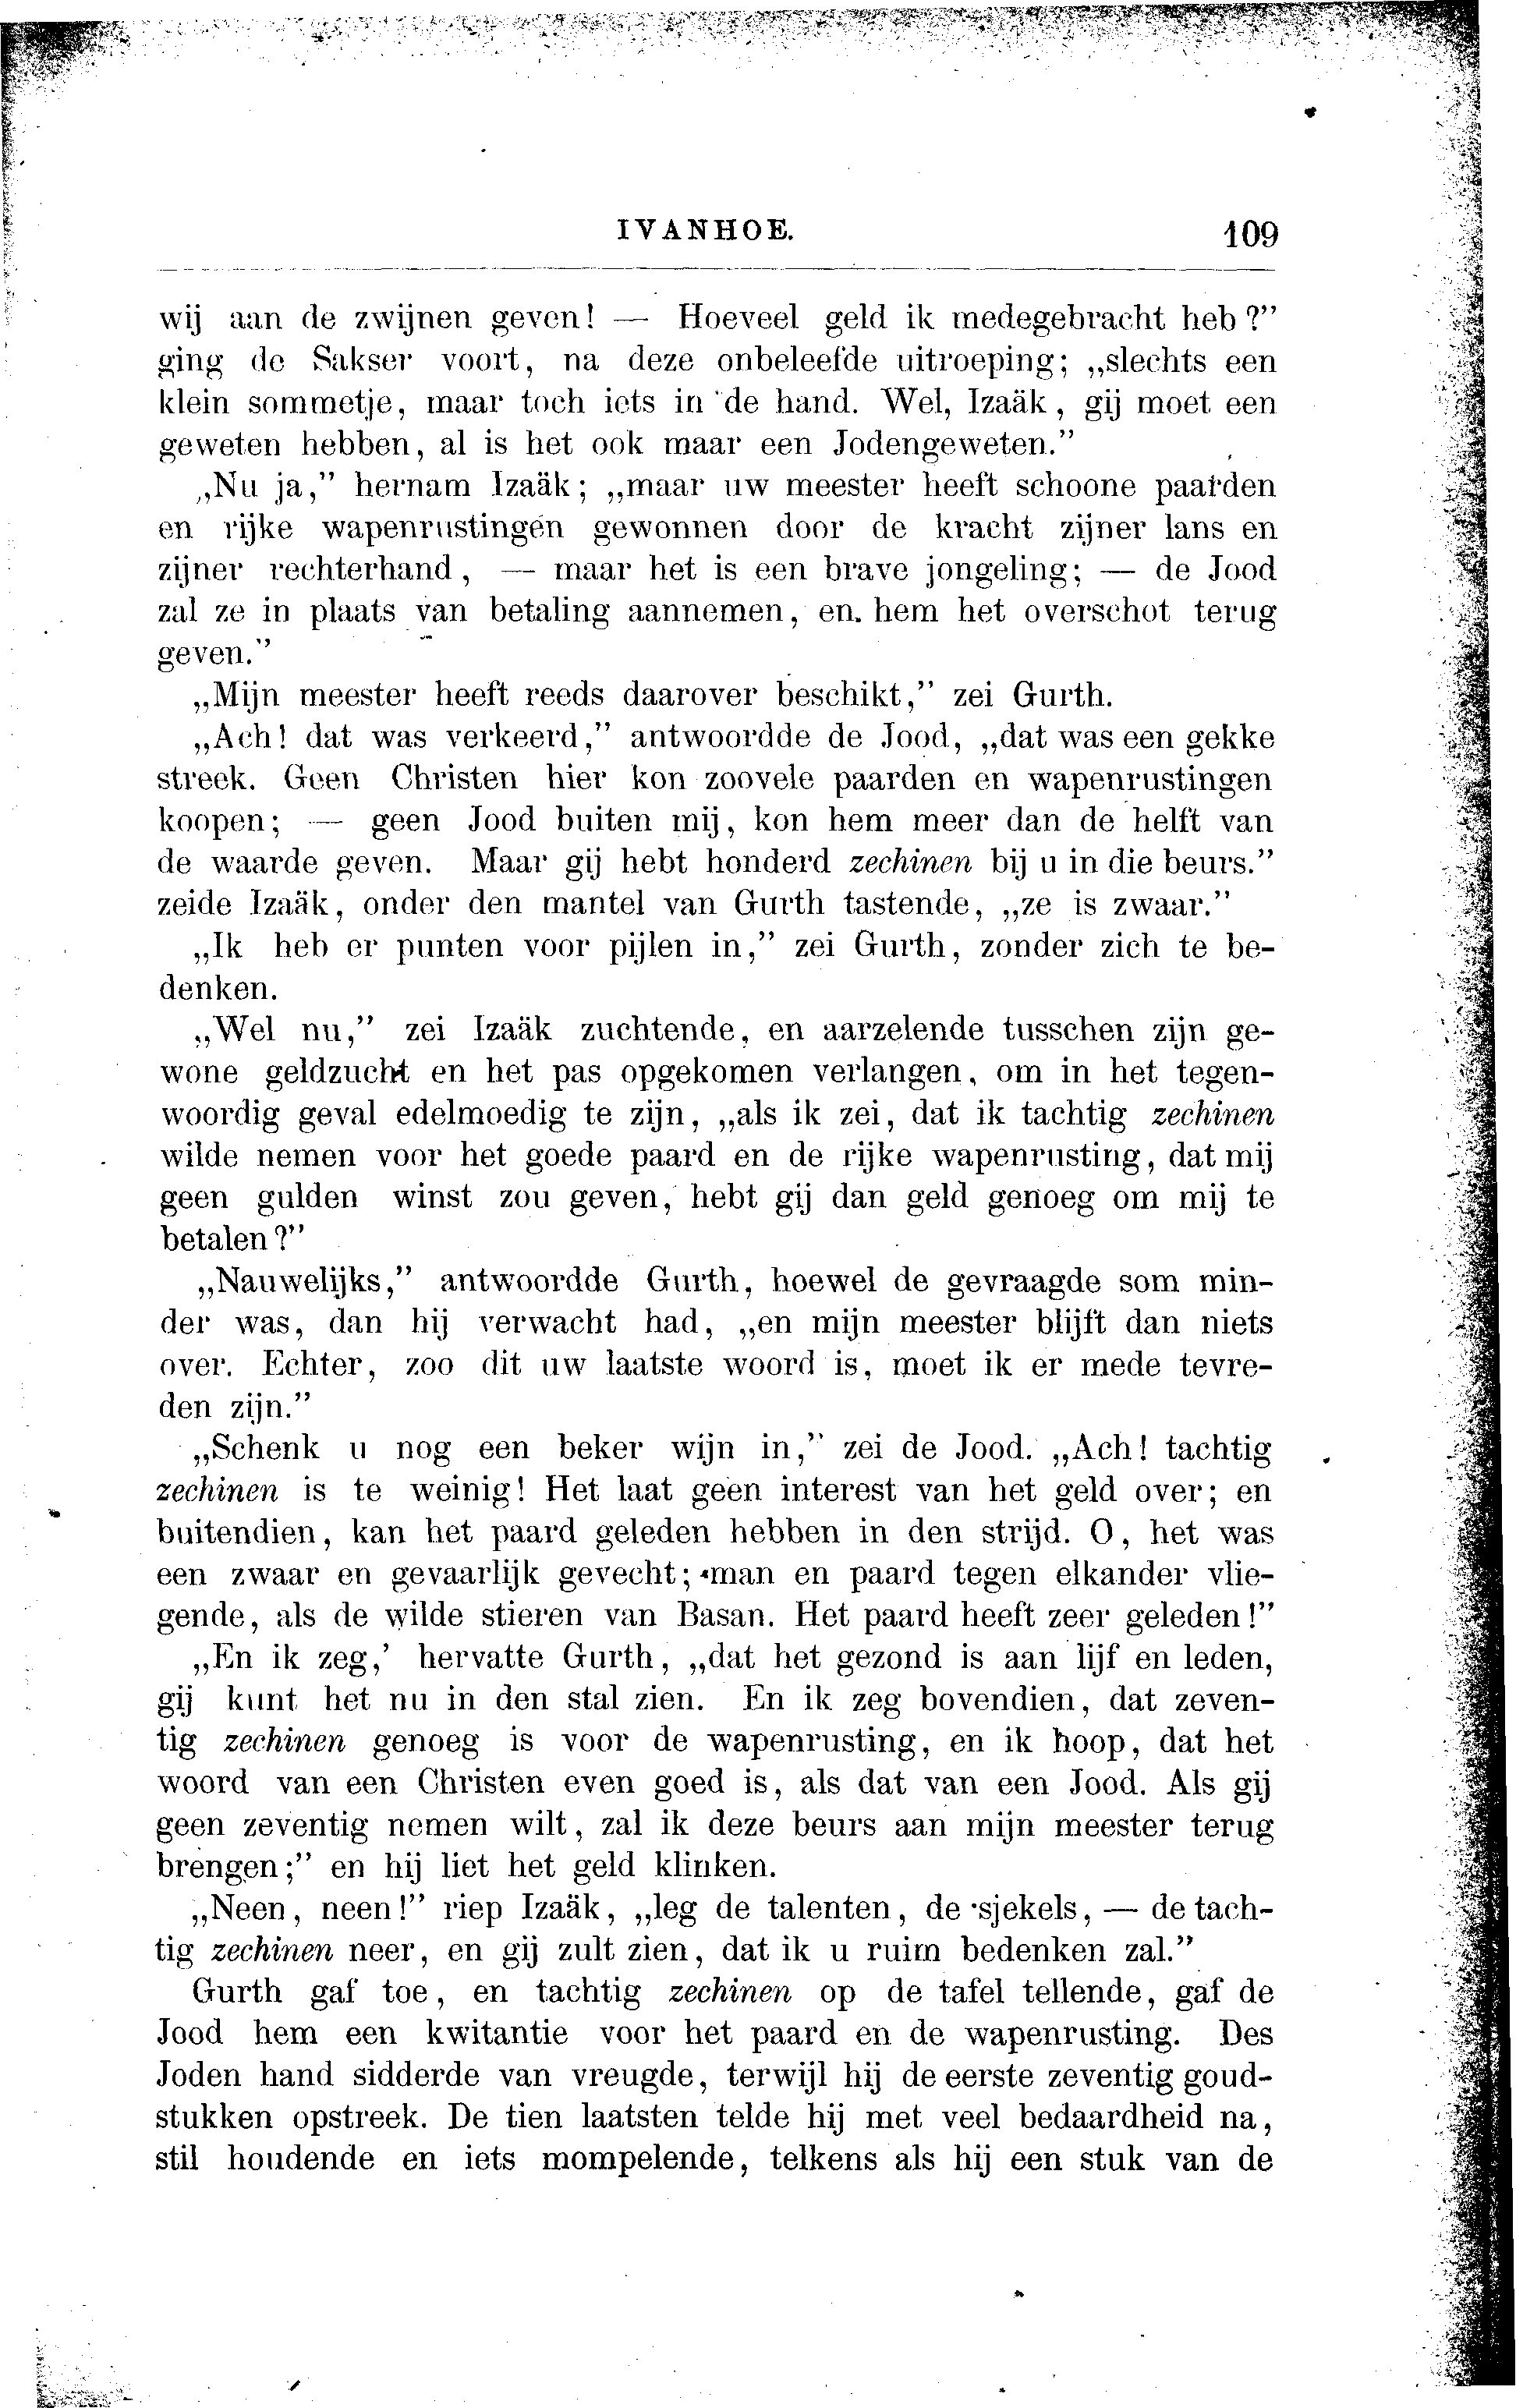 IVANHOE. 109
wij aan de zwijnen geven! — Hoeveel geld ik medegebracht heb?”
ging de Sakser voort, na deze onbeleefde uitroeping; „slechts een
klein sommetje, maar toch iets in de hand. Wel, Izaäk, gij moet een
geweten hebben, al is het ook maar een Jodengeweten.”
„Nu ja,” hernam Izaäk; „maar uw meester heeft schoone paarden
en rijke wapenrustingen gewonnen door de kracht zijner lans en
zijner rechterhand, — maar het is een brave jongeling; — de Jood
zal ze in plaats van betaling aannemen, en hem het overschot terug
geven.”
„Mijn meester heeft reeds daarover beschikt,” zei Gurth.
„Ach! dat was verkeerd,” antwoordde de Jood, „dat was een gekke
streek. Geen Christen hier kon zoovele paarden en wapenrustingen
koopen; — geen Jood buiten mij, kon hem meer dan de helft van
de waarde geven. Maar gij hebt honderd zechinen bij u in die beurs.”
zeide Izaäk, onder den mantel van Gurth tastende, „ze is zwaar.”
„Ik heb er punten voor pijlen in,” zei Gurth, zonder zich te be-
denken.
„Wel nu,” zei Izaäk zuchtende, en aarzelende tusschen zijn ge-
wone geldzucht en het pas opgekomen verlangen, om in het tegen-
woordig geval edelmoedig te zijn, „als ik zei, dat ik tachtig zechinen
wilde nemen voor het goede paard en de rijke wapenrusting, dat mij
geen gulden winst zou geven, hebt gij dan geld genoeg om mij te
betalen?”
„Nauwelijks,” antwoordde Gurth, hoewel de gevraagde som min-
der was, dan hij verwacht had, „en mijn meester blijft dan niets
over. Echter, zoo dit uw laatste woord is, moet ik er mede tevre-
den zijn.”
„Schenk u nog een beker wijn in,” zei de Jood. „Ach! tachtig
zechinen is te weinig! Het laat geen interest van het geld over; en
buitendien, kan het paard geleden hebben in den strijd. O, het was
een zwaar en gevaarlijk gevecht; man en paard tegen elkander vlie-
gende, als de wilde stieren van Basan. Het paard heeft zeer geleden!”
„En ik zeg,’ hervatte Gurth, „dat het gezond is aan lijf en leden,
gij kunt het nu in den stal zien. En ik zeg bovendien, dat zeven-
tig zechinen genoeg is voor de wapenrusting, en ik hoop, dat het
woord van een Christen even goed is, als dat van een Jood. Als gij
geen zeventig nemen wilt, zal ik deze beurs aan mijn meester terug
brengen;” en hij liet het geld klinken.
„Neen, neen!” riep Izaäk, „leg de talenten, de sjekels, — de tach-
tig zechinen neer, en gij zult zien, dat ik u ruim bedenken zal.”
Gurth gaf toe, en tachtig zechinen op de tafel tellende, gaf de
Jood hem een kwitantie voor het paard en de wapenrusting. Des
Joden hand sidderde van vreugde, terwijl hij de eerste zeventig goud-
stukken opstreek. De tien laatsten telde hij met veel bedaardheid na,
stil houdende en iets mompelende, telkens als hij een stuk van de